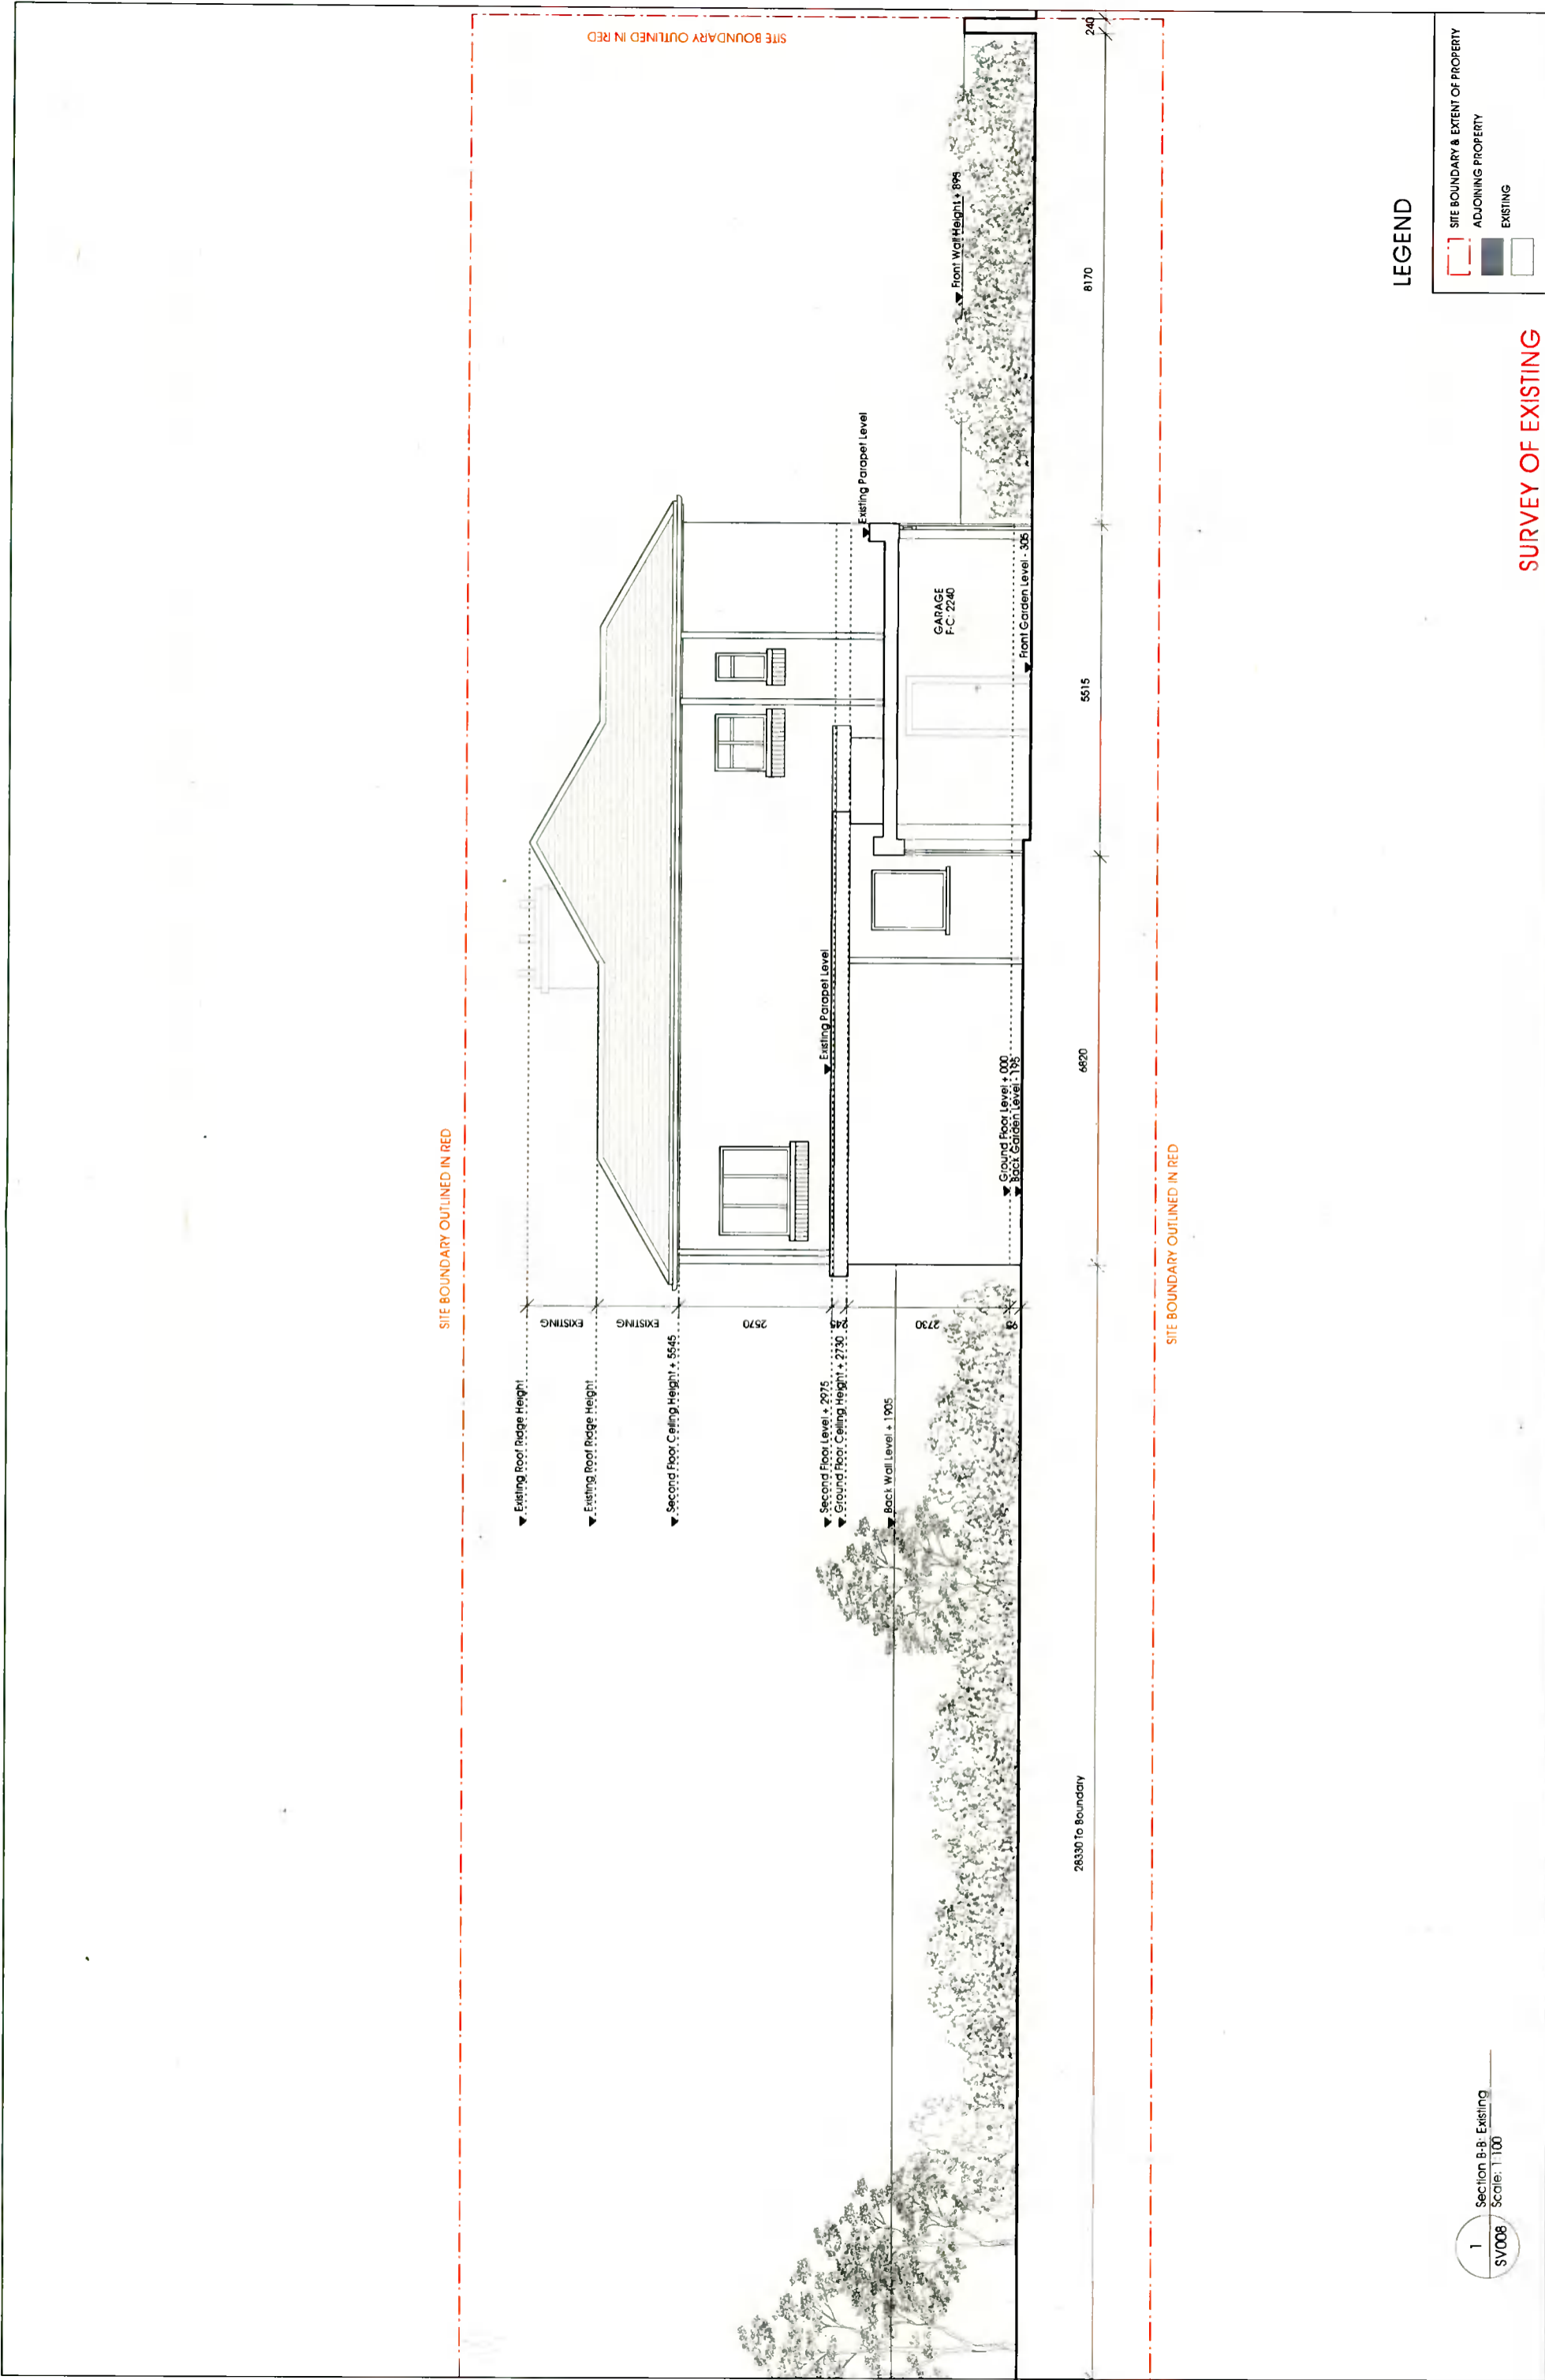 SITE BOUNDARY OUTLINED IN RED
SITE BOUNDARY OUTLINED IN RED
SITE BOUNDARY OUTLINED IN RED
Existing Roof Ridge Height
Existing Roof Ridge Height
Second Floor Ceiling Height + 5545
Second Floor Level + 2975
Ground Floor Ceiling Height + 2730
Back Wall Level + 1905
EXISTING
EXISTING
2570
245
2730
Existing Parapet Level
Ground Floor Level + 000
Back Garden Level - 195
Existing Parapet Level
GARAGE
F-C: 2240
Front Garden Level - 305
Front Wall Height + 895
28330 To Boundary
6820
5515
8170
240
1
SV008
Section B-B: Existing
Scale: 1:100
LEGEND
SITE BOUNDARY & EXTENT OF PROPERTY
ADJOINING PROPERTY
EXISTING
SURVEY OF EXISTING